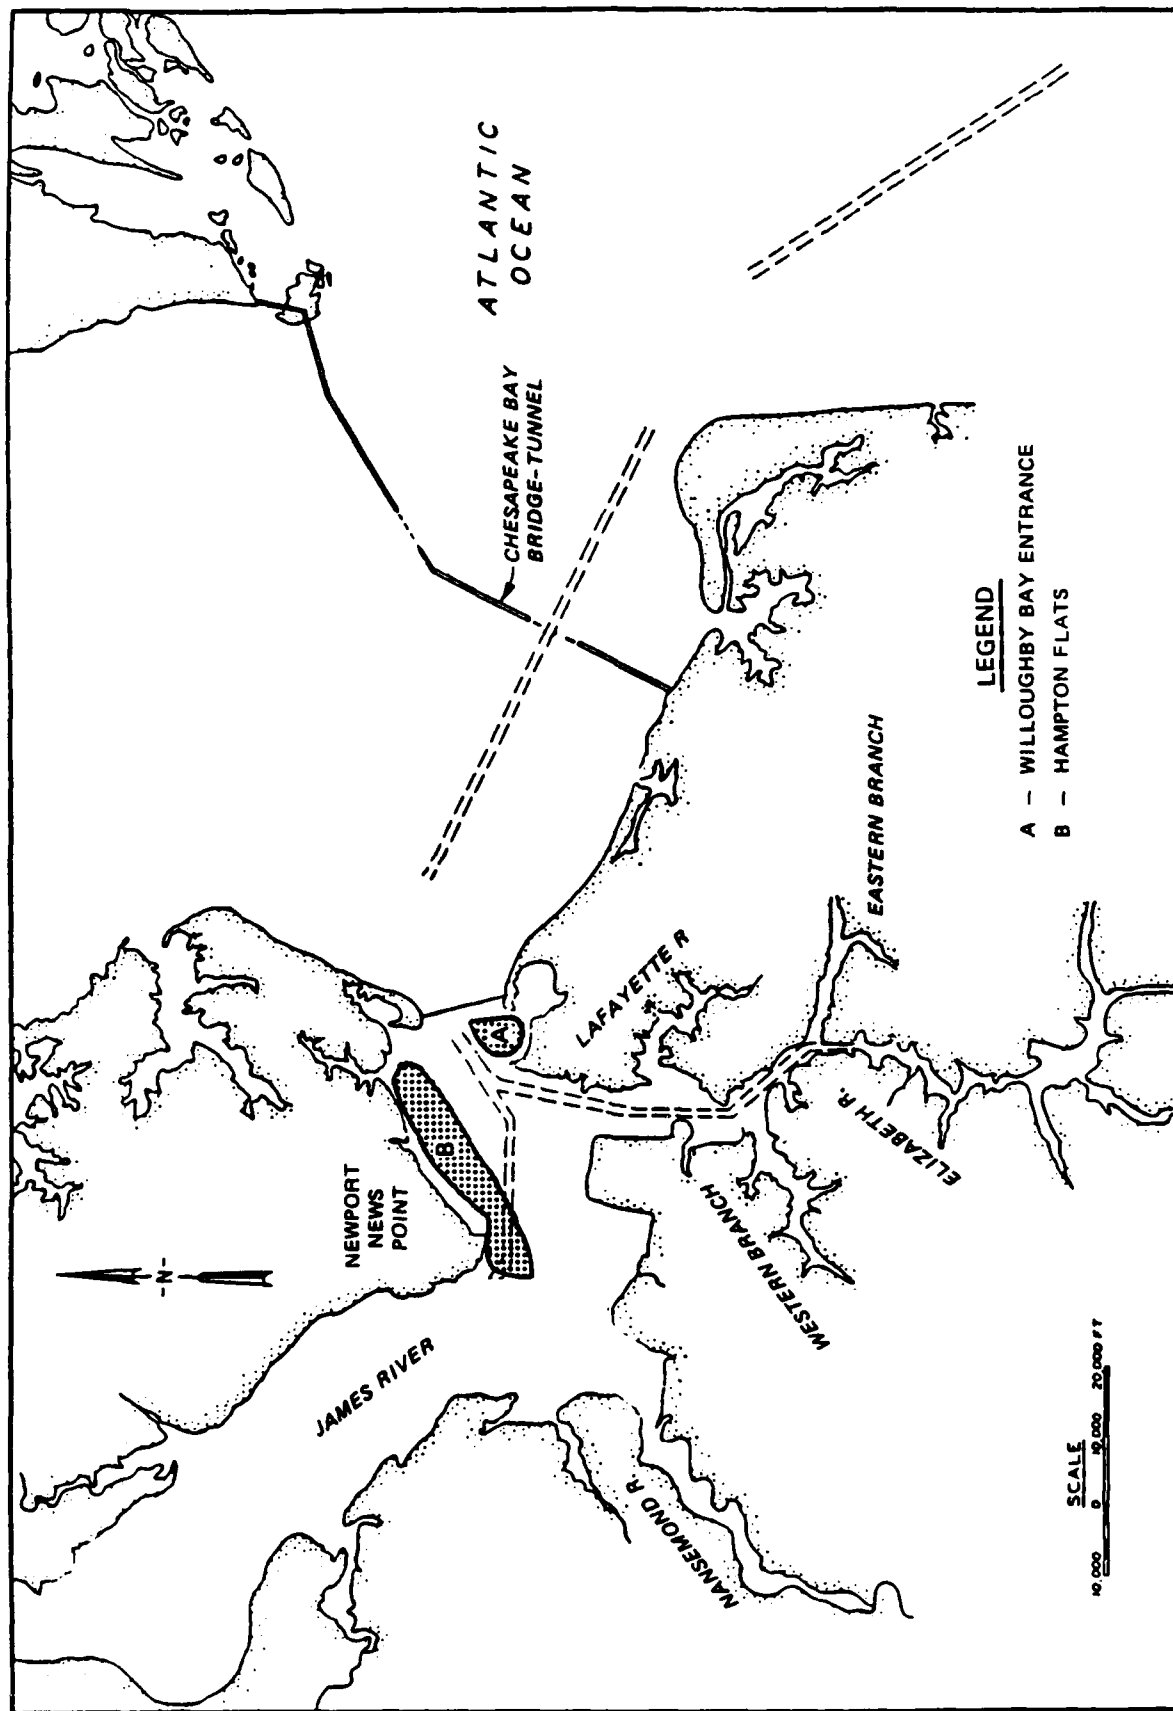 ATLANTIC
OCEAN
CHESAPEAKE BAY
BRIDGE-TUNNEL
-N-
NEWPORT
NEWS
POINT
B
A
JAMES RIVER
LAFAYETTE R
EASTERN BRANCH
NANSEMOND R
WESTERN BRANCH
ELIZABETH R.
LEGEND
A – WILLOUGHBY BAY ENTRANCE
B – HAMPTON FLATS
SCALE
10,000 0 10,000 20,000 FT